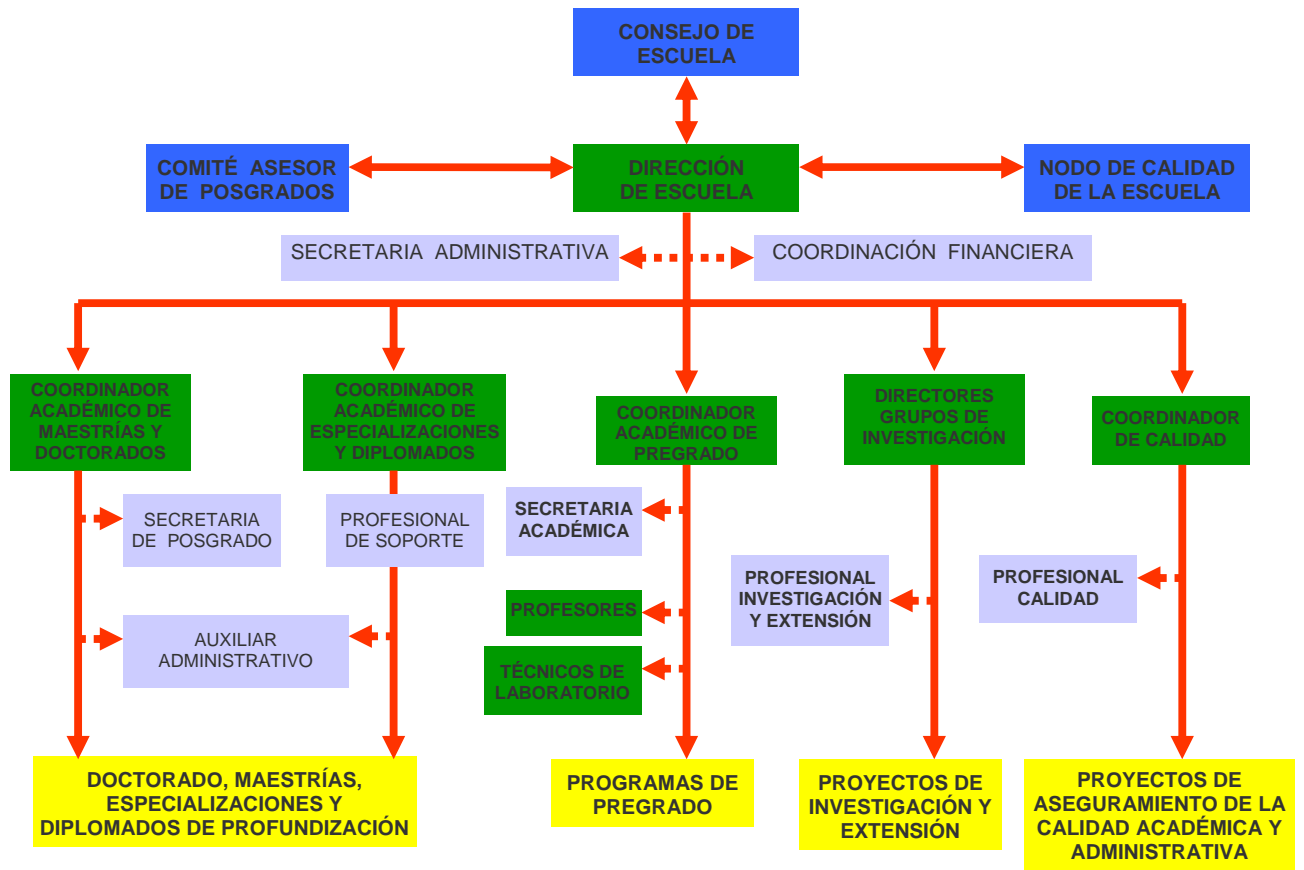 CONSEJO DE
ESCUELA
COMITÉ ASESOR
DE POSGRADOS
DIRECCIÓN
DE ESCUELA
NODO DE CALIDAD
DE LA ESCUELA
SECRETARIA ADMINISTRATIVA
COORDINACIÓN FINANCIERA
COORDINADOR
ACADÉMICO DE
MAESTRÍAS Y
DOCTORADOS
COORDINADOR
ACADÉMICO DE
ESPECIALIZACIONES
Y DIPLOMADOS
COORDINADOR
ACADÉMICO DE
PREGRADO
DIRECTORES
GRUPOS DE
INVESTIGACIÓN
COORDINADOR
DE CALIDAD
SECRETARIA
DE POSGRADO
PROFESIONAL
DE SOPORTE
SECRETARIA
ACADÉMICA
PROFESIONAL
INVESTIGACIÓN
Y EXTENSIÓN
PROFESIONAL
CALIDAD
PROFESORES
AUXILIAR
ADMINISTRATIVO
TÉCNICOS DE
LABORATORIO
DOCTORADO, MAESTRÍAS,
ESPECIALIZACIONES Y
DIPLOMADOS DE PROFUNDIZACIÓN
PROGRAMAS DE
PREGRADO
PROYECTOS DE
INVESTIGACIÓN Y
EXTENSIÓN
PROYECTOS DE
ASEGURAMIENTO DE LA
CALIDAD ACADÉMICA Y
ADMINISTRATIVA